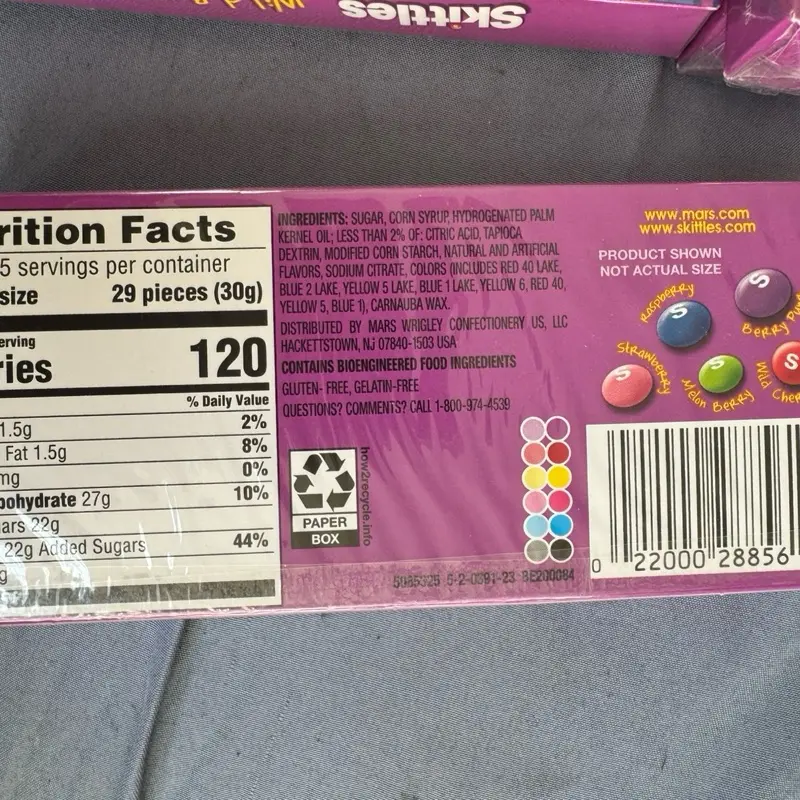 Skittles
rition Facts
5 servings per container
size 29 pieces (30g)
serving
ries 120
% Daily Value
1.5g 2%
Fat 1.5g 8%
mg 0%
bohydrate 27g 10%
ars 22g
22g Added Sugars 44%
g
INGREDIENTS: SUGAR, CORN SYRUP, HYDROGENATED PALM
KERNEL OIL; LESS THAN 2% OF: CITRIC ACID, TAPIOCA
DEXTRIN, MODIFIED CORN STARCH, NATURAL AND ARTIFICIAL
FLAVORS, SODIUM CITRATE, COLORS (INCLUDES RED 40 LAKE,
BLUE 2 LAKE, YELLOW 5 LAKE, BLUE 1 LAKE, YELLOW 6, RED 40,
YELLOW 5, BLUE 1), CARNAUBA WAX.
DISTRIBUTED BY MARS WRIGLEY CONFECTIONERY US, LLC
HACKETTSTOWN, NJ 07840-1503 USA
CONTAINS BIOENGINEERED FOOD INGREDIENTS
GLUTEN- FREE, GELATIN-FREE
QUESTIONS? COMMENTS? CALL 1-800-974-4539
how2recycle.info
PAPER
BOX
www.mars.com
www.skittles.com
PRODUCT SHOWN
NOT ACTUAL SIZE
Raspberry
Berry Pun
Strawberry
Melon Berry
Wild Cher
S
S
S
S
S
0 22000 28856